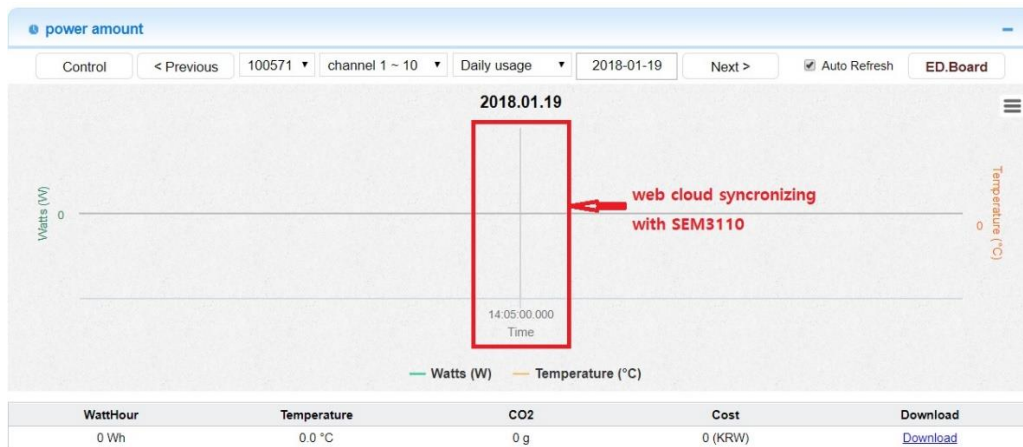 power amount
Control < Previous 100571 channel 1 ~ 10 Daily usage 2018-01-19 Next > Auto Refresh ED.Board
2018.01.19
Watts (W)
0
web cloud syncronizing
with SEM3110
0
Temperature (°C)
14:05:00.000
Time
Watts (W) Temperature (°C)
WattHour Temperature CO2 Cost Download
0 Wh 0.0 °C 0 g 0 (KRW) Download